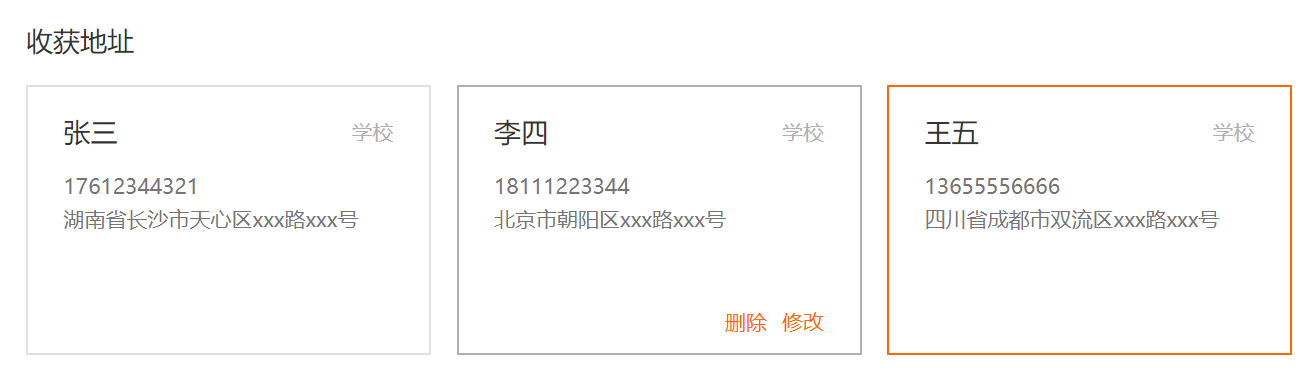 收获地址
张三 学校
17612344321
湖南省长沙市天心区xxx路xxx号
李四 学校
18111223344
北京市朝阳区xxx路xxx号
删除 修改
王五 学校
13655556666
四川省成都市双流区xxx路xxx号